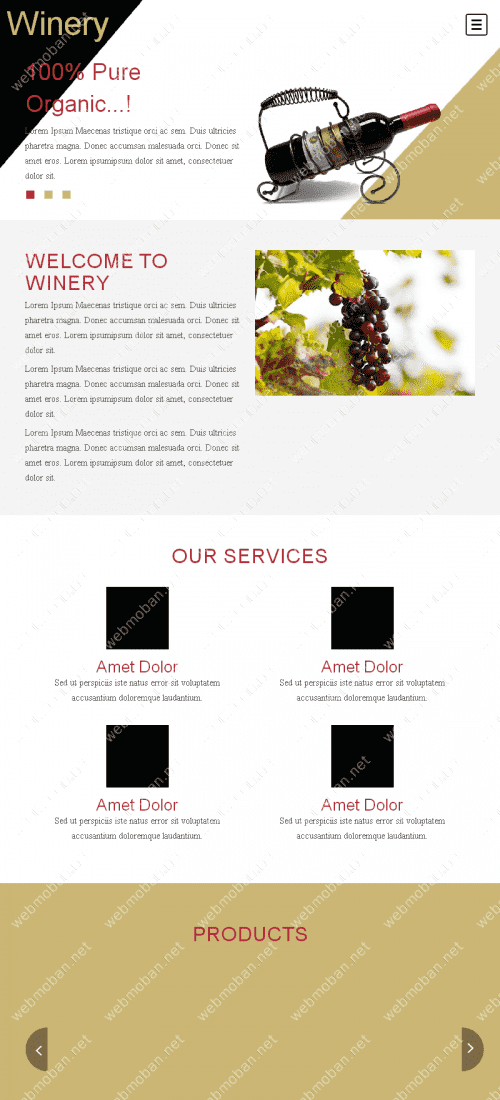 Winery
100% Pure
Organic...!
Lorem Ipsum Maecenas tristique orci ac sem. Duis ultricies
pharetra magna. Donec accumsan malesuada orci. Donec sit
amet eros. Lorem ipsumipsum dolor sit amet, consectetuer
dolor sit.
WELCOME TO
WINERY
Lorem Ipsum Maecenas tristique orci ac sem. Duis ultricies
pharetra magna. Donec accumsan malesuada orci. Donec sit
amet eros. Lorem ipsumipsum dolor sit amet, consectetuer
dolor sit.
Lorem Ipsum Maecenas tristique orci ac sem. Duis ultricies
pharetra magna. Donec accumsan malesuada orci. Donec sit
amet eros. Lorem ipsumipsum dolor sit amet, consectetuer
dolor sit.
Lorem Ipsum Maecenas tristique orci ac sem. Duis ultricies
pharetra magna. Donec accumsan malesuada orci. Donec sit
amet eros. Lorem ipsumipsum dolor sit amet, consectetuer
dolor sit.
OUR SERVICES
Amet Dolor
Sed ut perspiciis iste natus error sit voluptatem
accusantium doloremque laudantium.
Amet Dolor
Sed ut perspiciis iste natus error sit voluptatem
accusantium doloremque laudantium.
Amet Dolor
Sed ut perspiciis iste natus error sit voluptatem
accusantium doloremque laudantium.
Amet Dolor
Sed ut perspiciis iste natus error sit voluptatem
accusantium doloremque laudantium.
PRODUCTS
webmoban.net